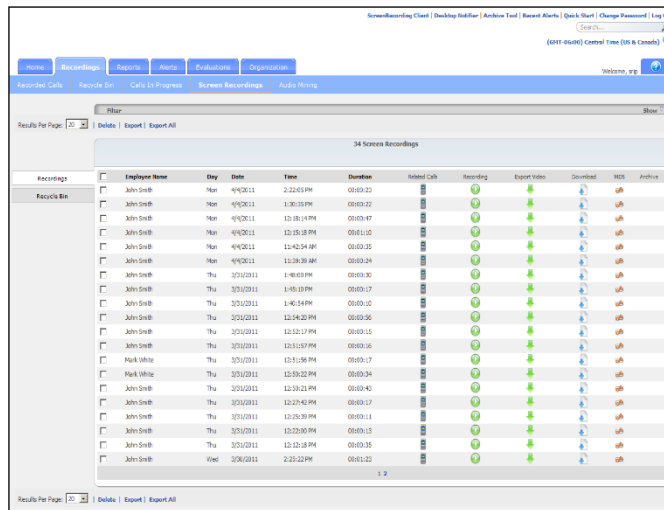 ScreenRecording Client | Desktop Notifier | Archive Tool | Recent Alerts | Quick Start | Change Password | Log
Search...
(GMT-06:00) Central Time (US & Canada)
Home Recordings Reports Alerts Evaluations Organization
Welcome, srip
Recorded Calls Recycle Bin Calls In Progress Screen Recordings Audio Mining
Filter Show
Results Per Page: 20 | Delete | Export | Export All
34 Screen Recordings
Recordings
Recycle Bin
Employee Name Day Date Time Duration Related Calls Recording Export Video Download MD5 Archive
John Smith Mon 4/4/2011 2:22:05 PM 00:00:23
John Smith Mon 4/4/2011 1:30:35 PM 00:00:22
John Smith Mon 4/4/2011 12:18:14 PM 00:00:47
John Smith Mon 4/4/2011 12:15:18 PM 00:01:10
John Smith Mon 4/4/2011 11:42:54 AM 00:00:35
John Smith Mon 4/4/2011 11:39:39 AM 00:00:24
John Smith Thu 3/31/2011 1:48:03 PM 00:00:30
John Smith Thu 3/31/2011 1:45:10 PM 00:00:17
John Smith Thu 3/31/2011 1:40:54 PM 00:00:10
John Smith Thu 3/31/2011 12:54:20 PM 00:00:56
John Smith Thu 3/31/2011 12:52:17 PM 00:00:15
John Smith Thu 3/31/2011 12:51:57 PM 00:00:16
Mark White Thu 3/31/2011 12:51:56 PM 00:00:17
Mark White Thu 3/31/2011 12:50:22 PM 00:00:34
John Smith Thu 3/31/2011 12:50:21 PM 00:00:43
John Smith Thu 3/31/2011 12:27:42 PM 00:00:17
John Smith Thu 3/31/2011 12:25:39 PM 00:00:11
John Smith Thu 3/31/2011 12:22:00 PM 00:00:13
John Smith Thu 3/31/2011 12:12:18 PM 00:00:35
John Smith Wed 3/30/2011 2:25:22 PM 00:01:23
1 2
Results Per Page: 20 | Delete | Export | Export All